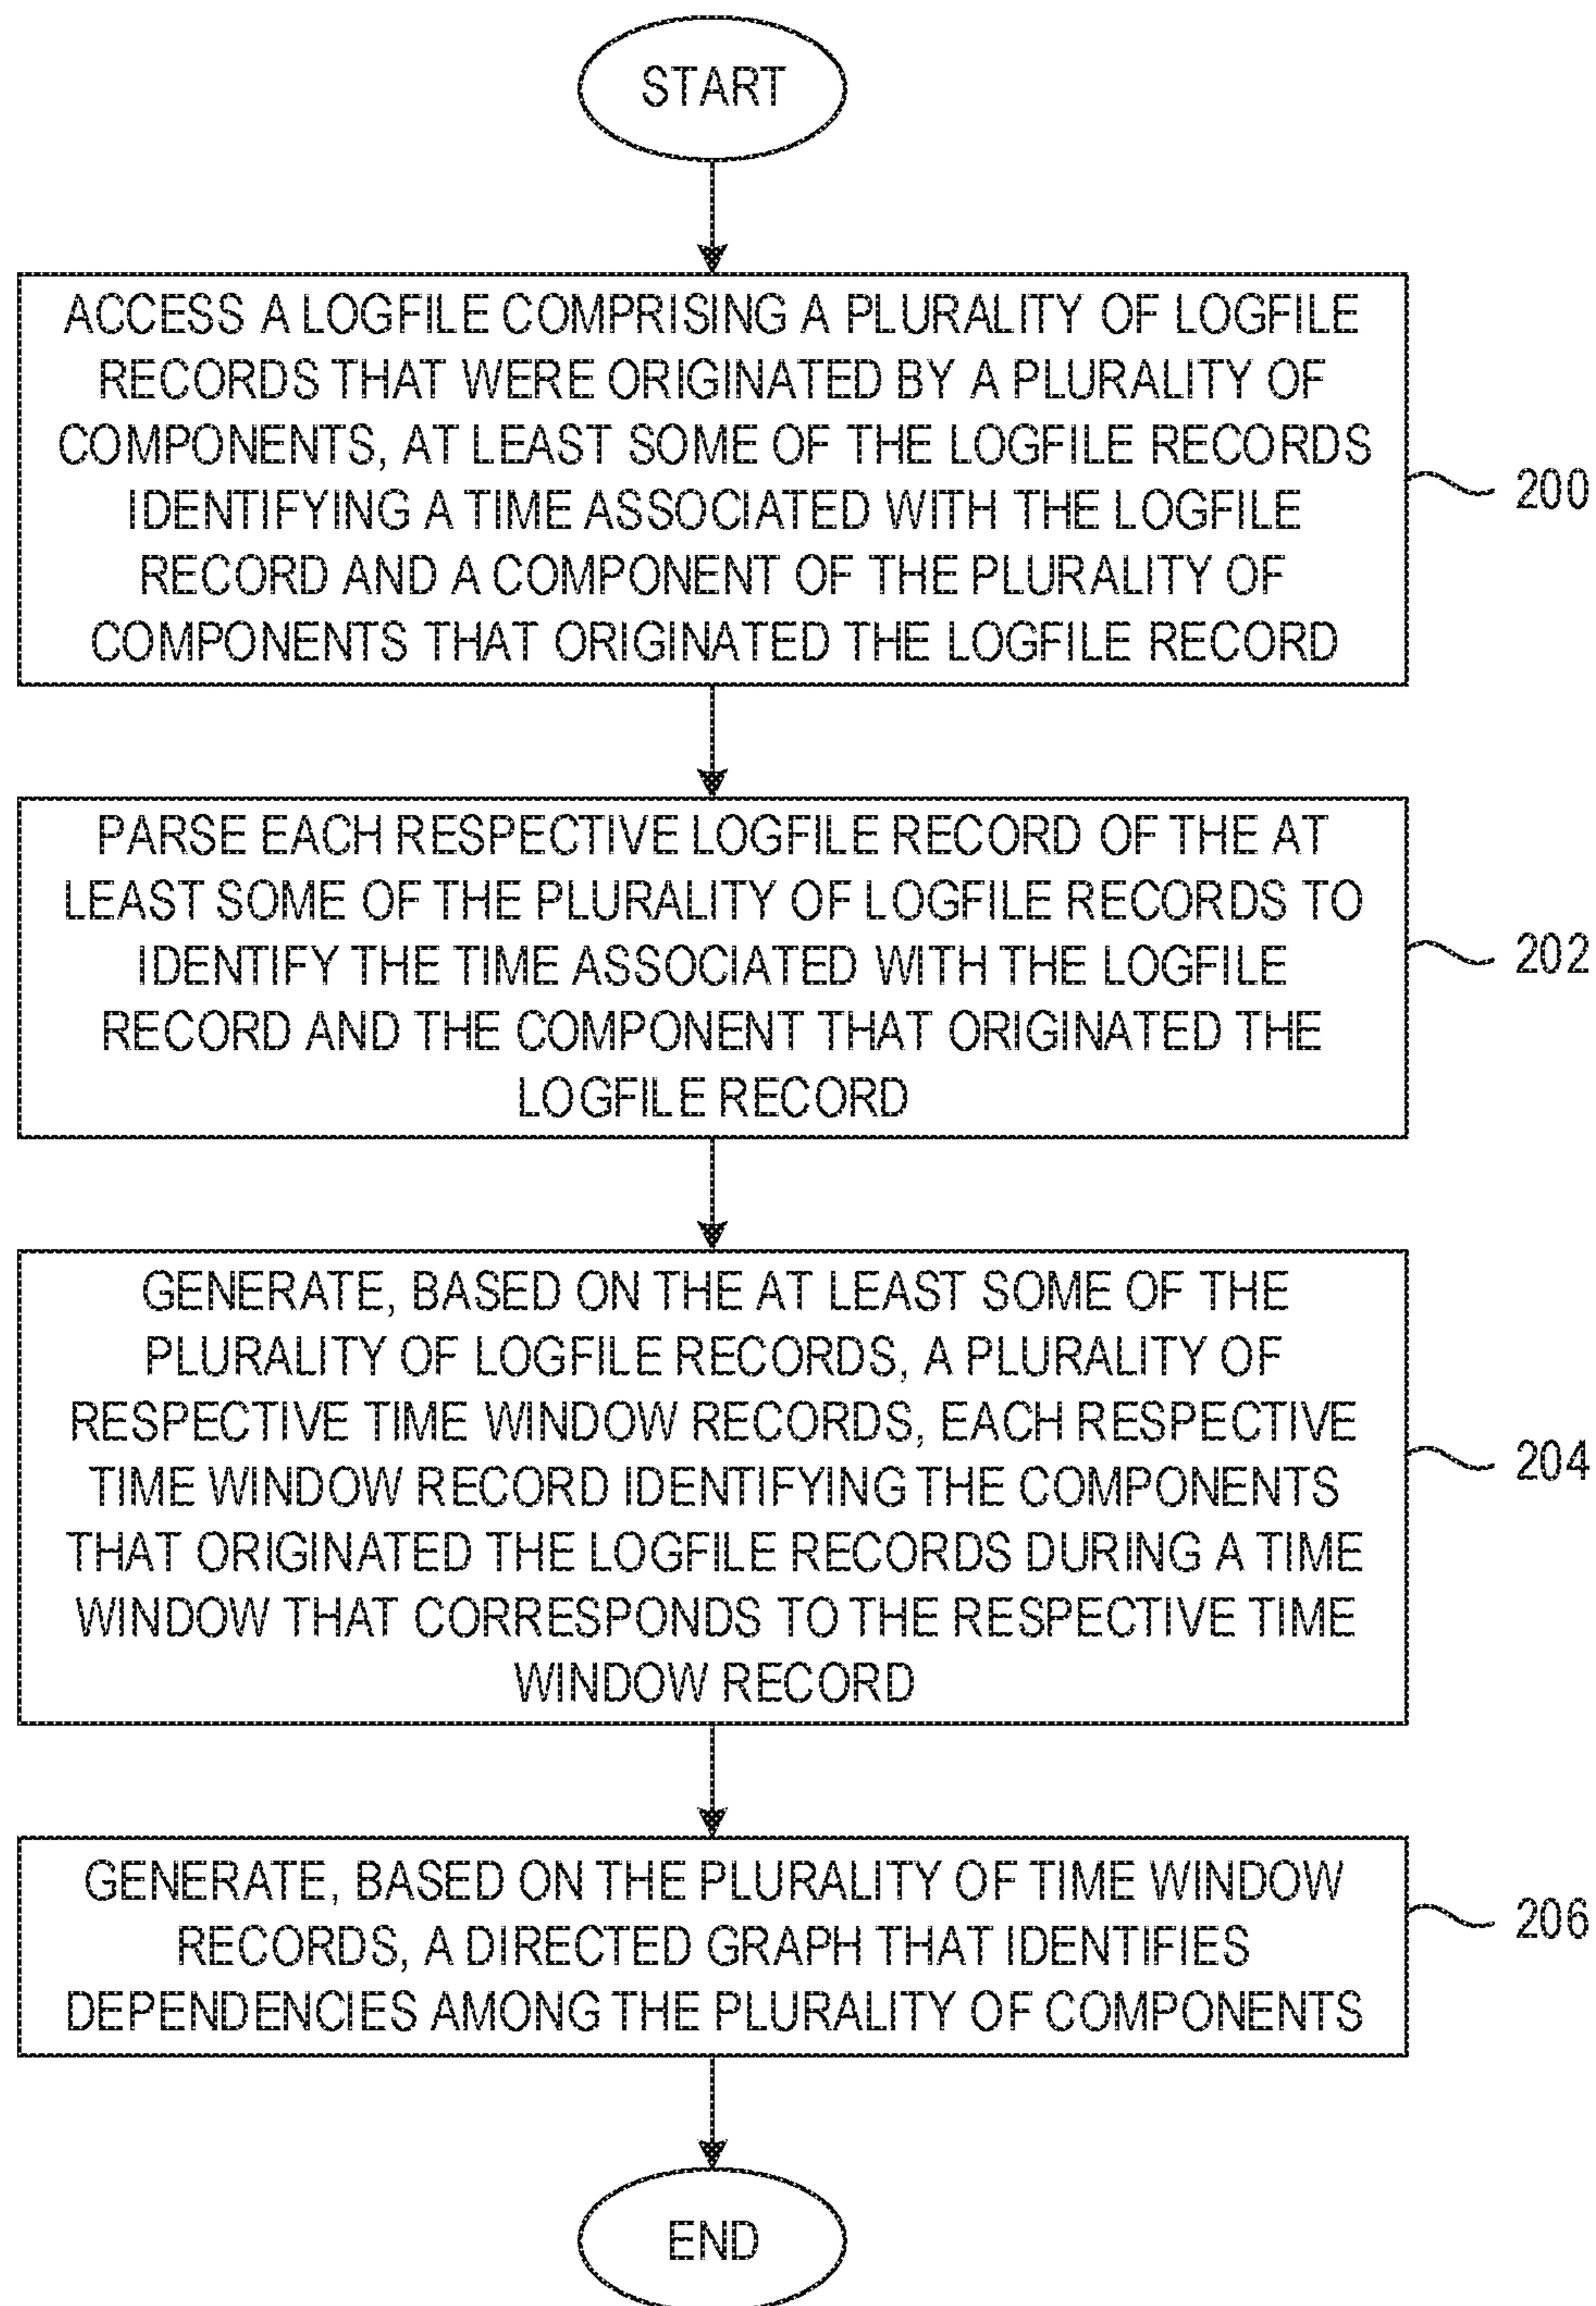 START
ACCESS A LOGFILE COMPRISING A PLURALITY OF LOGFILE
RECORDS THAT WERE ORIGINATED BY A PLURALITY OF
COMPONENTS, AT LEAST SOME OF THE LOGFILE RECORDS
IDENTIFYING A TIME ASSOCIATED WITH THE LOGFILE
RECORD AND A COMPONENT OF THE PLURALITY OF
COMPONENTS THAT ORIGINATED THE LOGFILE RECORD
200
PARSE EACH RESPECTIVE LOGFILE RECORD OF THE AT
LEAST SOME OF THE PLURALITY OF LOGFILE RECORDS TO
IDENTIFY THE TIME ASSOCIATED WITH THE LOGFILE
RECORD AND THE COMPONENT THAT ORIGINATED THE
LOGFILE RECORD
202
GENERATE, BASED ON THE AT LEAST SOME OF THE
PLURALITY OF LOGFILE RECORDS, A PLURALITY OF
RESPECTIVE TIME WINDOW RECORDS, EACH RESPECTIVE
TIME WINDOW RECORD IDENTIFYING THE COMPONENTS
THAT ORIGINATED THE LOGFILE RECORDS DURING A TIME
WINDOW THAT CORRESPONDS TO THE RESPECTIVE TIME
WINDOW RECORD
204
GENERATE, BASED ON THE PLURALITY OF TIME WINDOW
RECORDS, A DIRECTED GRAPH THAT IDENTIFIES
DEPENDENCIES AMONG THE PLURALITY OF COMPONENTS
206
END